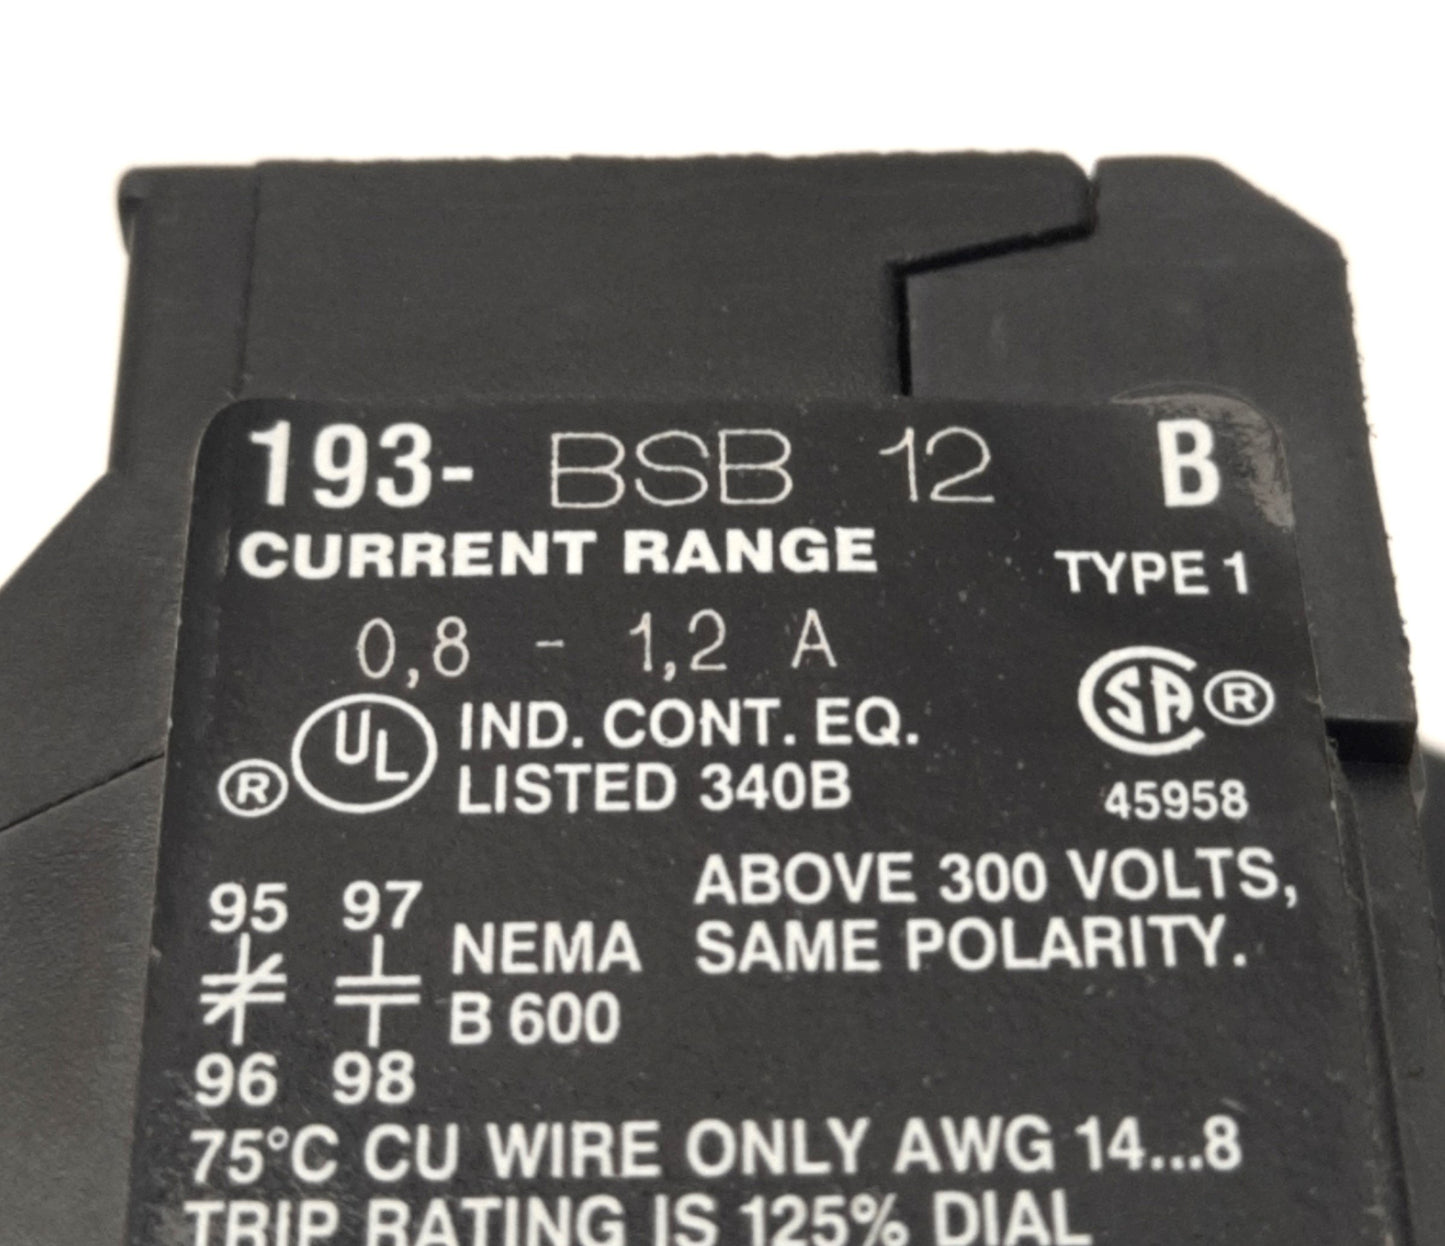 193- BSB 12 B
CURRENT RANGE TYPE 1
0,8 - 1,2 A
® UL IND. CONT. EQ.
LISTED 340B
SA ®
45958
95 97
96 98
NEMA
B 600
ABOVE 300 VOLTS,
SAME POLARITY.
75°C CU WIRE ONLY AWG 14...8
TRIP RATING IS 125% DIAL